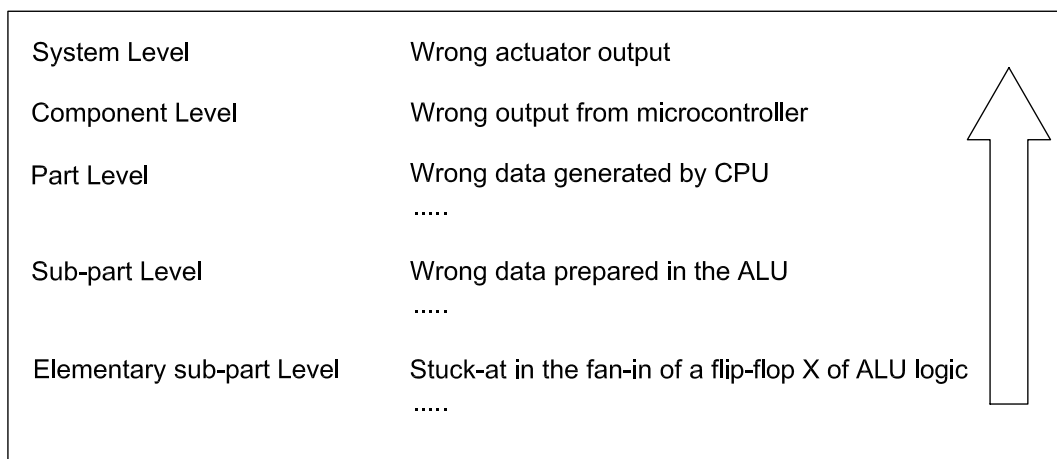 System Level Wrong actuator output
Component Level Wrong output from microcontroller
Part Level Wrong data generated by CPU
.....
Sub-part Level Wrong data prepared in the ALU
.....
Elementary sub-part Level Stuck-at in the fan-in of a flip-flop X of ALU logic
.....